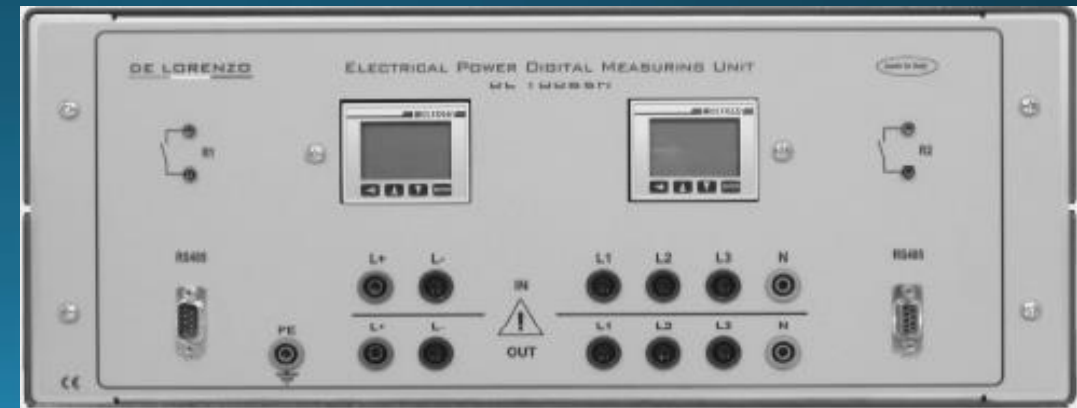 DE LORENZO
ELECTRICAL POWER DIGITAL MEASURING UNIT
R1
R2
RS485
L+ L-
L1 L2 L3 N
RS485
IN
PE
L+ L-
OUT
L1 L2 L3 N
CE